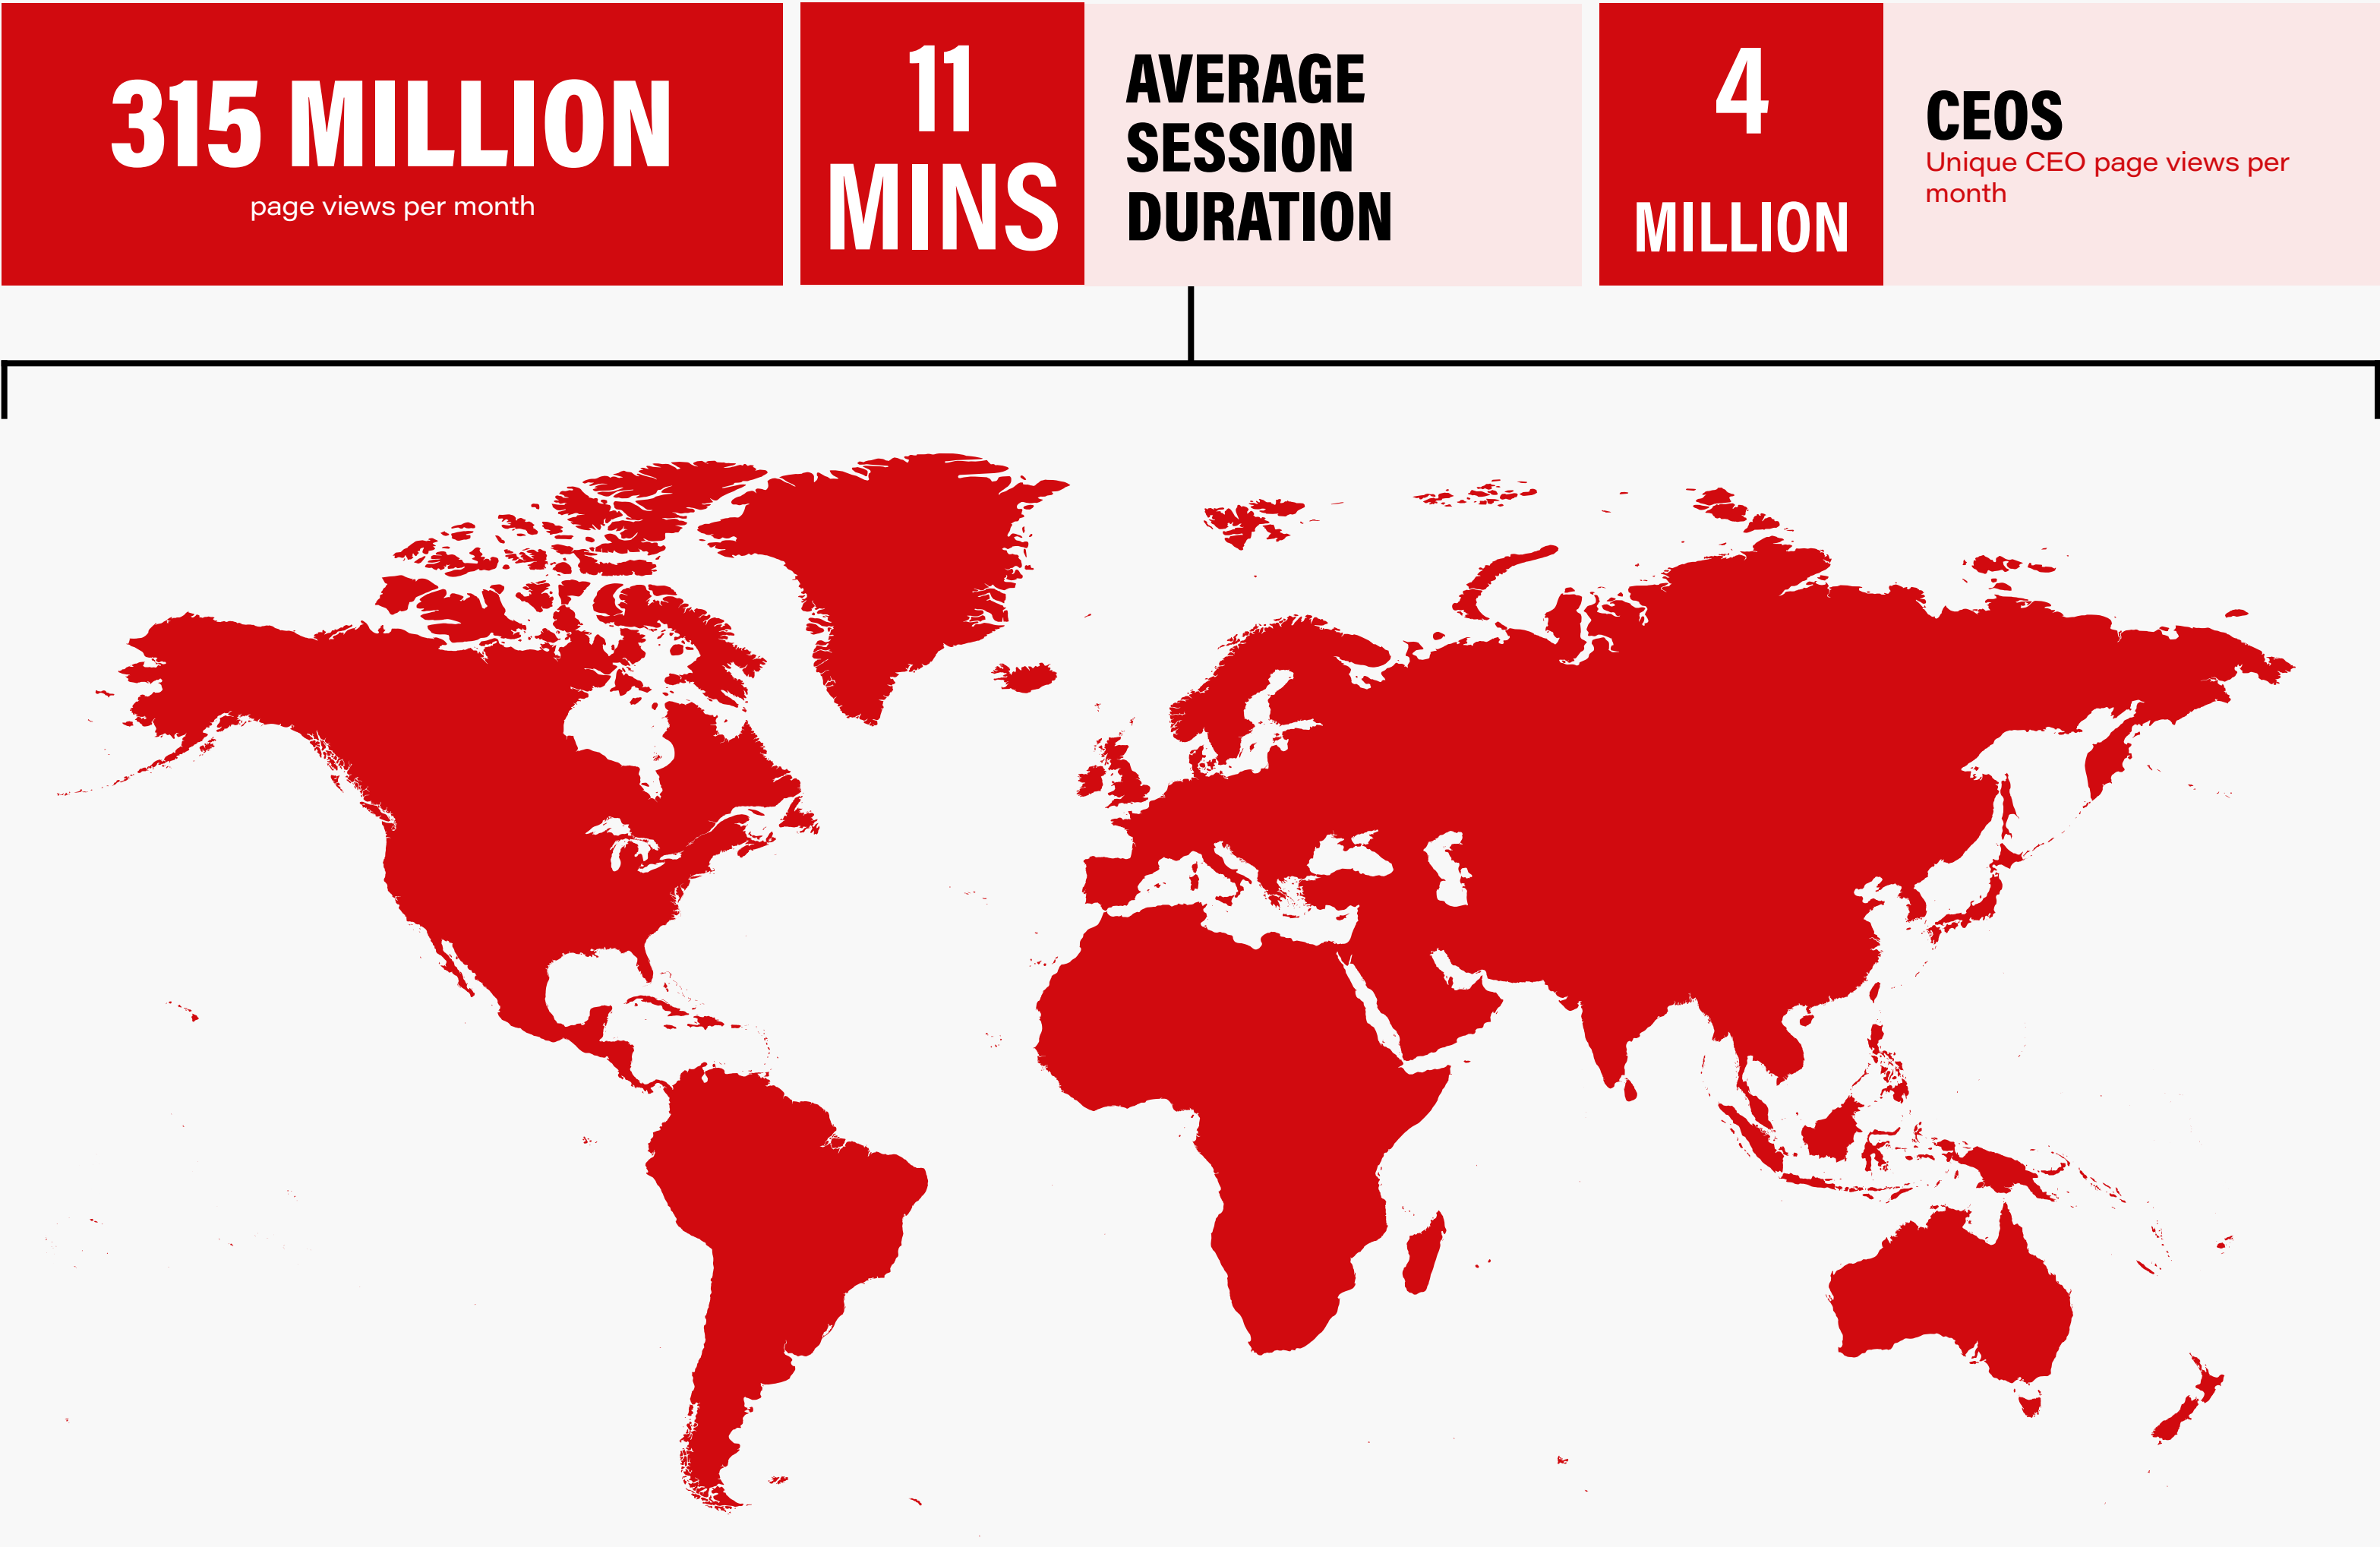 315 MILLION
page views per month
11
MINS
AVERAGE
SESSION
DURATION
4
MILLION
CEOS
Unique CEO page views per
month